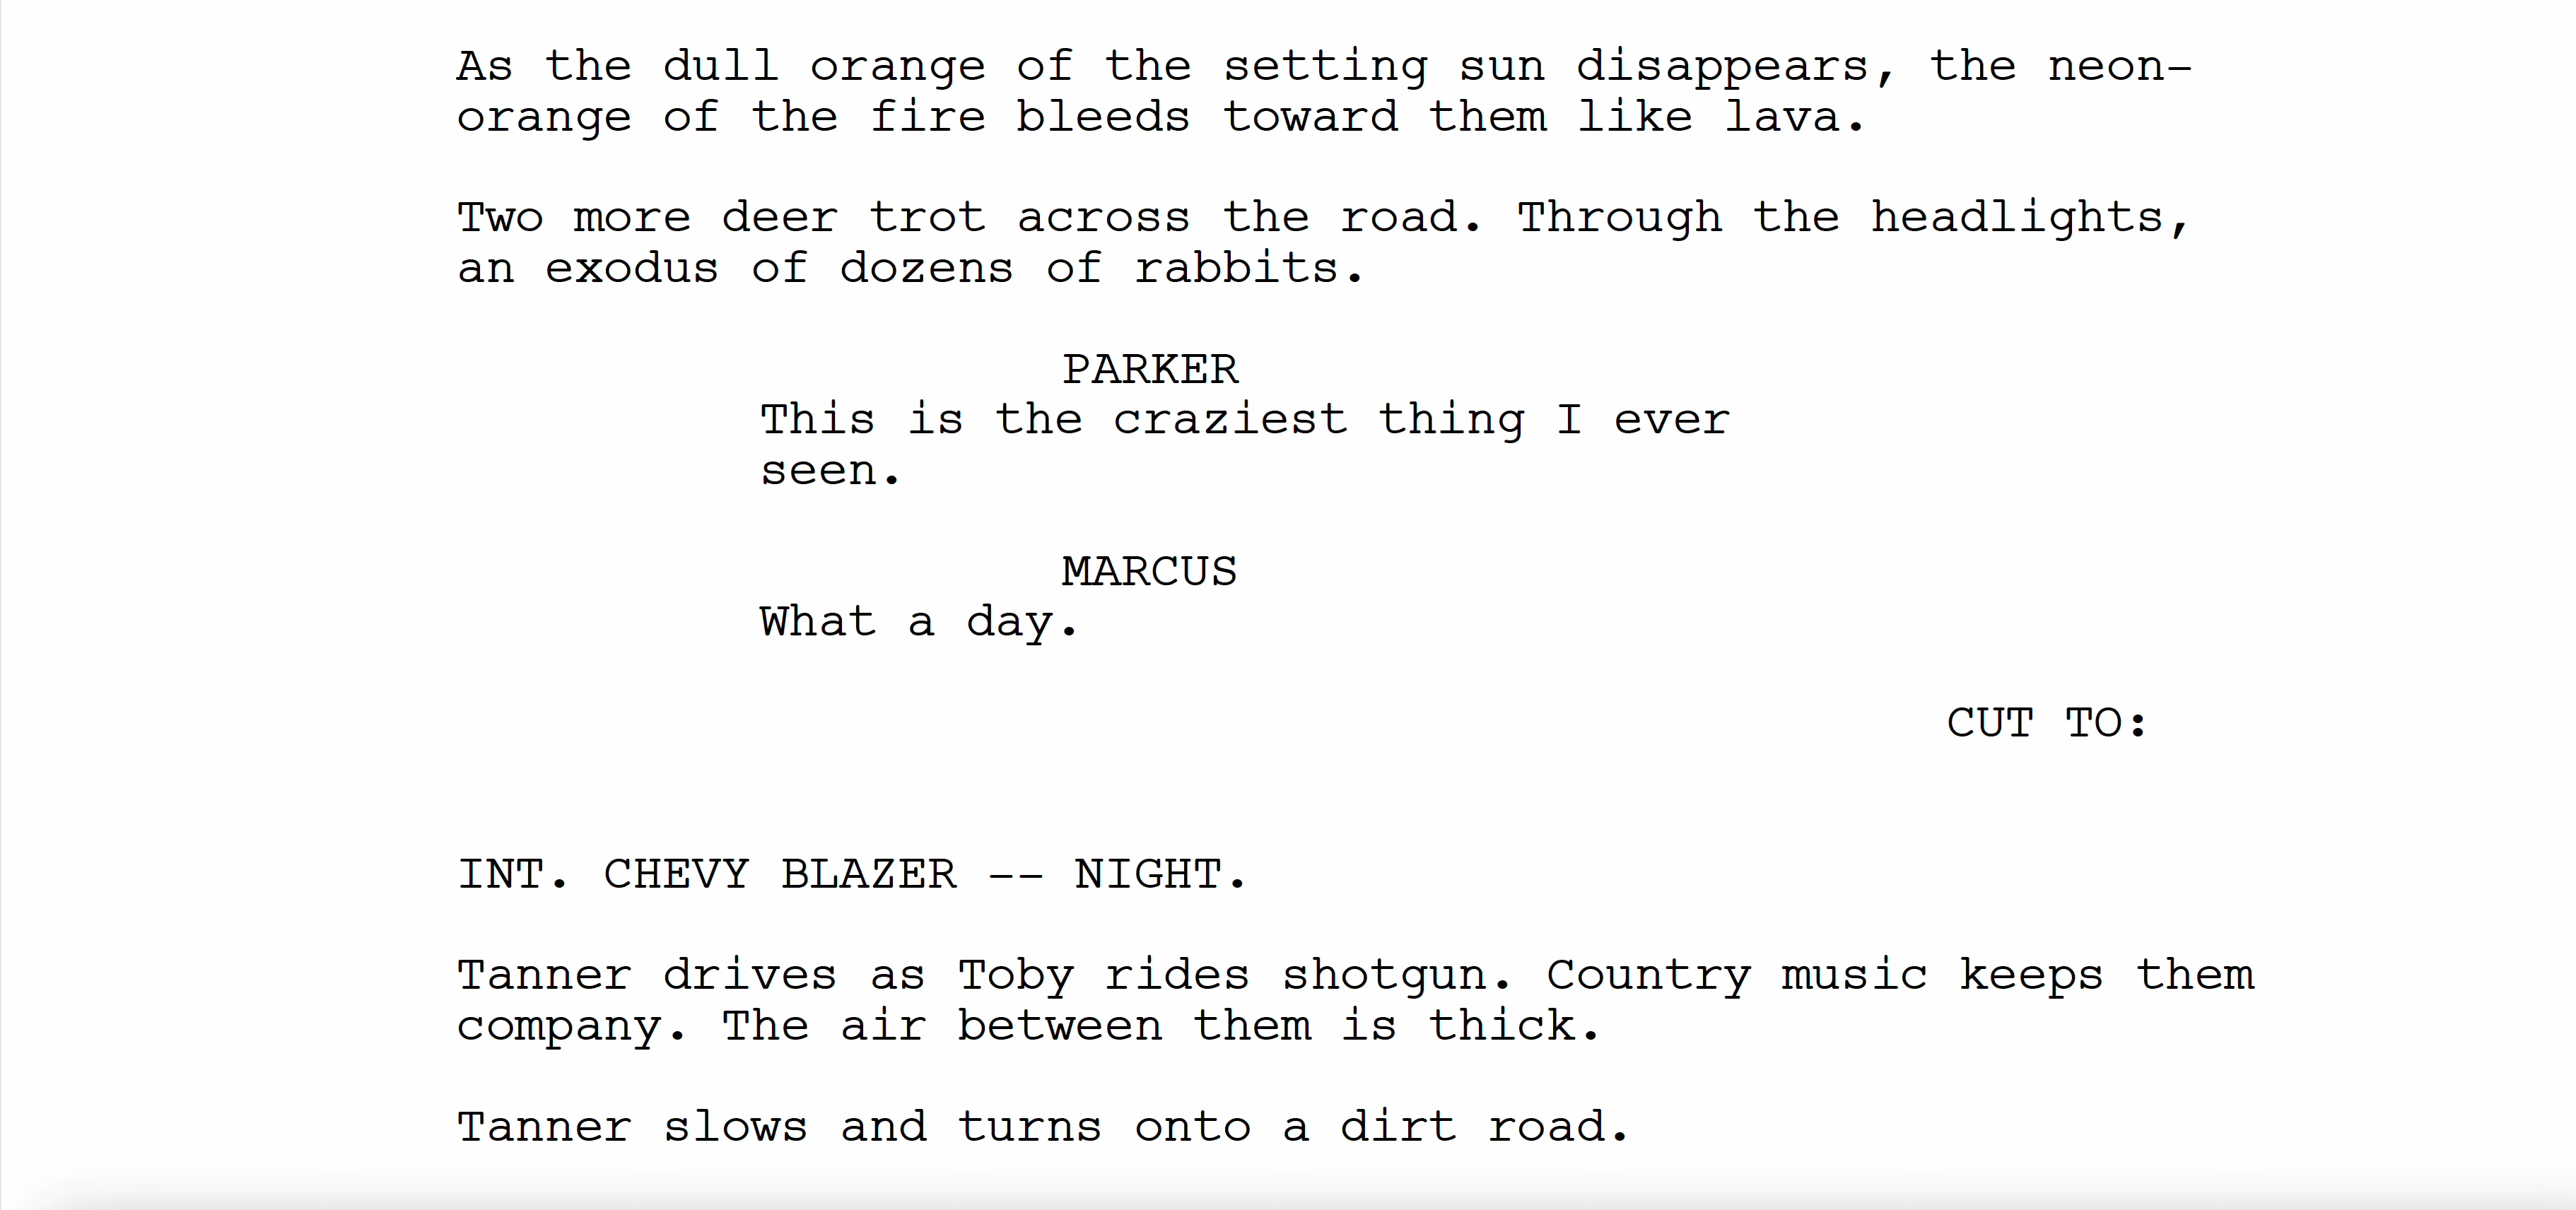 As the dull orange of the setting sun disappears, the neon-
orange of the fire bleeds toward them like lava.
Two more deer trot across the road. Through the headlights,
an exodus of dozens of rabbits.
PARKER
This is the craziest thing I ever
seen.
MARCUS
What a day.
CUT TO:
INT. CHEVY BLAZER -- NIGHT.
Tanner drives as Toby rides shotgun. Country music keeps them
company. The air between them is thick.
Tanner slows and turns onto a dirt road.